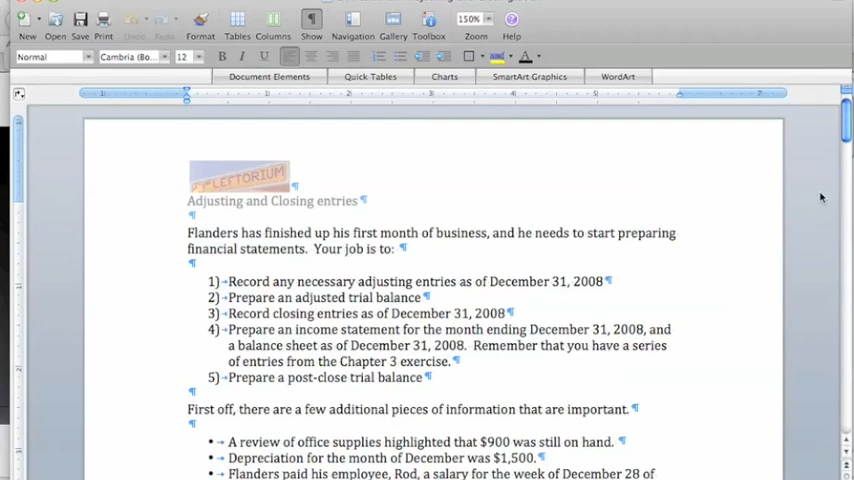 New Open Save Print Undo Redo Format Tables Columns Show Navigation Gallery Toolbox Zoom Help
150%
Normal Cambria (Bo... 12 B I U
Document Elements Quick Tables Charts SmartArt Graphics WordArt
LEFTORIUM
Adjusting and Closing entries
Flanders has finished up his first month of business, and he needs to start preparing
financial statements. Your job is to:
1) Record any necessary adjusting entries as of December 31, 2008
2) Prepare an adjusted trial balance
3) Record closing entries as of December 31, 2008
4) Prepare an income statement for the month ending December 31, 2008, and
a balance sheet as of December 31, 2008. Remember that you have a series
of entries from the Chapter 3 exercise.
5) Prepare a post-close trial balance
First off, there are a few additional pieces of information that are important.
• A review of office supplies highlighted that $900 was still on hand.
• Depreciation for the month of December was $1,500.
• Flanders paid his employee, Rod, a salary for the week of December 28 of